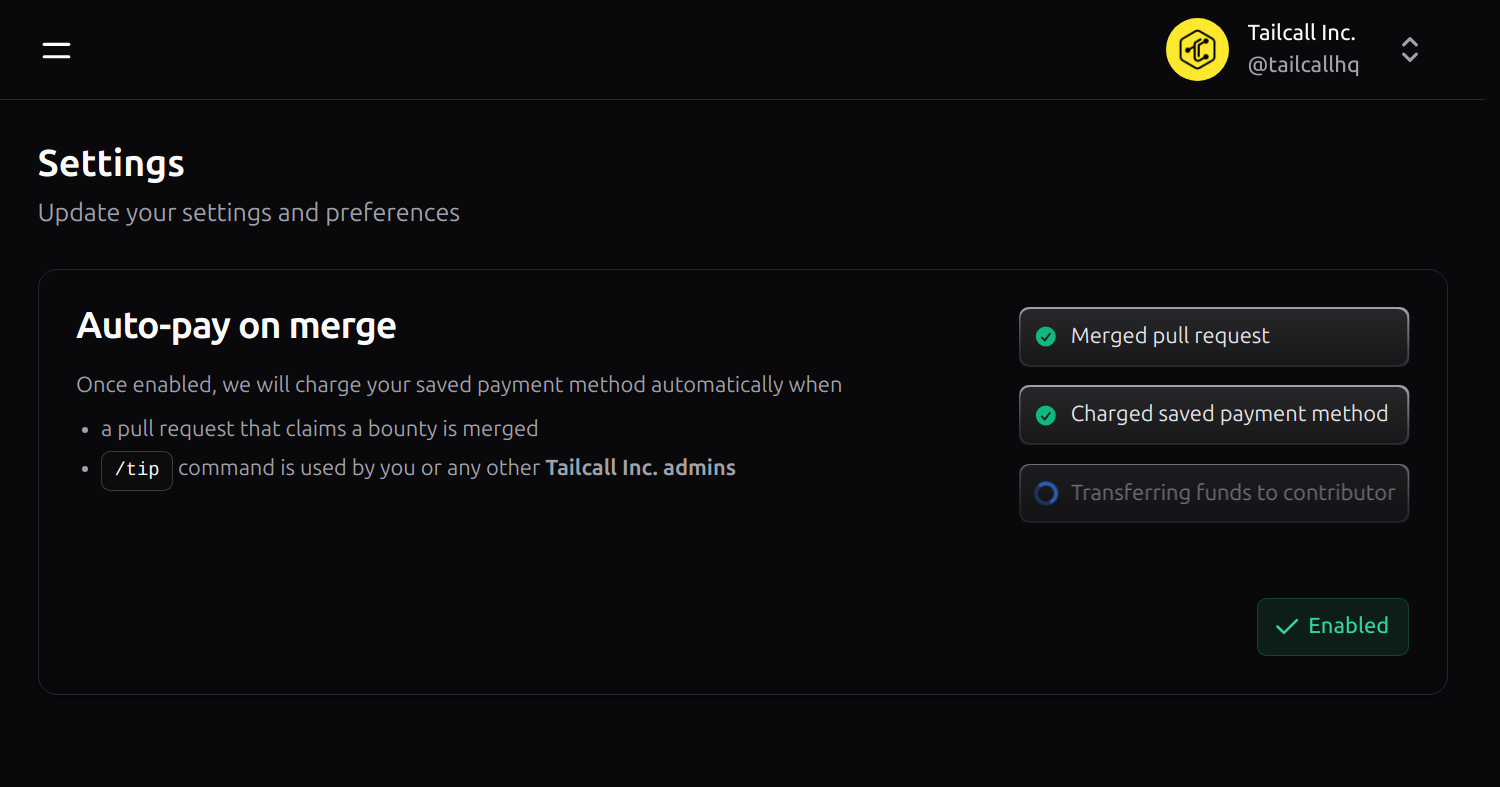 Tailcall Inc.
@tailcallhq
Settings
Update your settings and preferences
Auto-pay on merge
Once enabled, we will charge your saved payment method automatically when
• a pull request that claims a bounty is merged
• /tip command is used by you or any other Tailcall Inc. admins
Merged pull request
Charged saved payment method
Transferring funds to contributor
Enabled